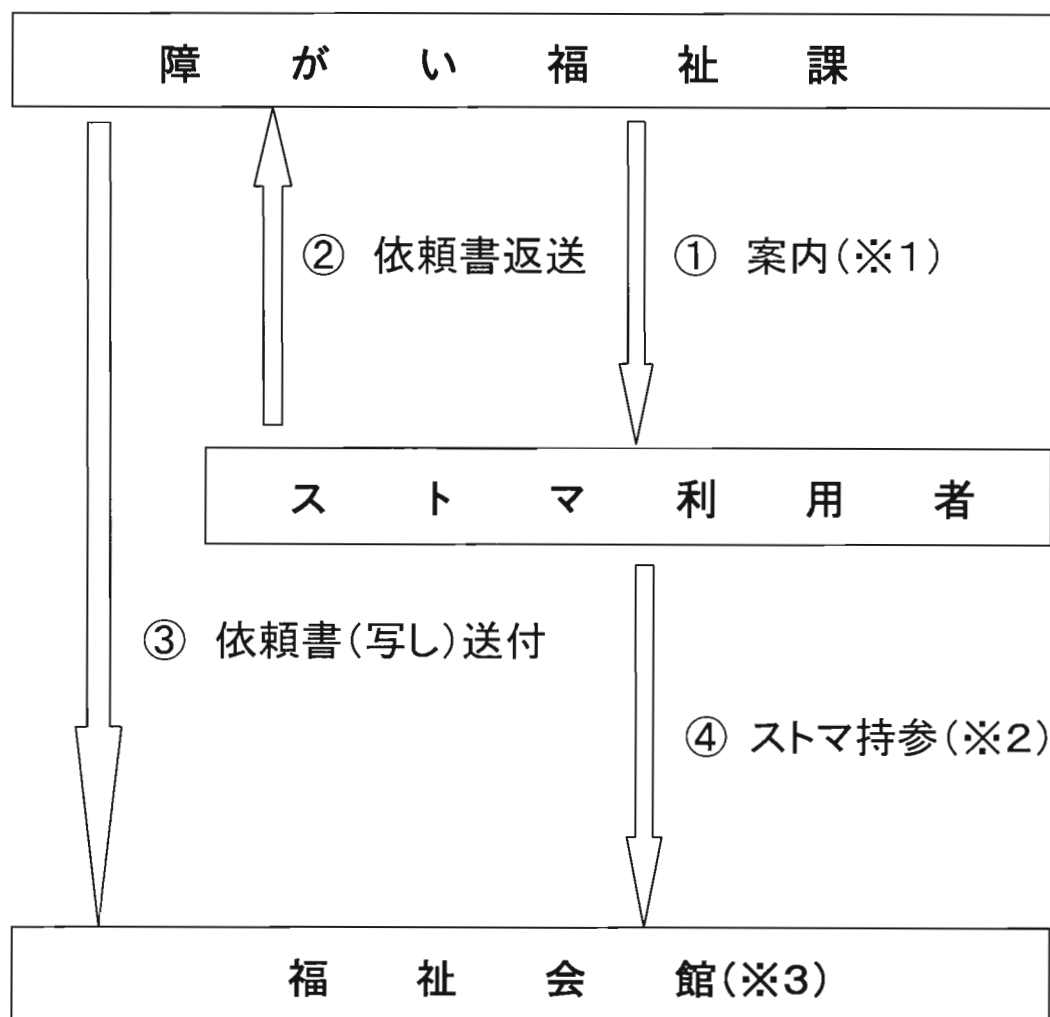 障がい福祉課
② 依頼書返送
① 案内(※1)
ストマ利用者
③ 依頼書(写し)送付
④ ストマ持参(※2)
福祉会館(※3)